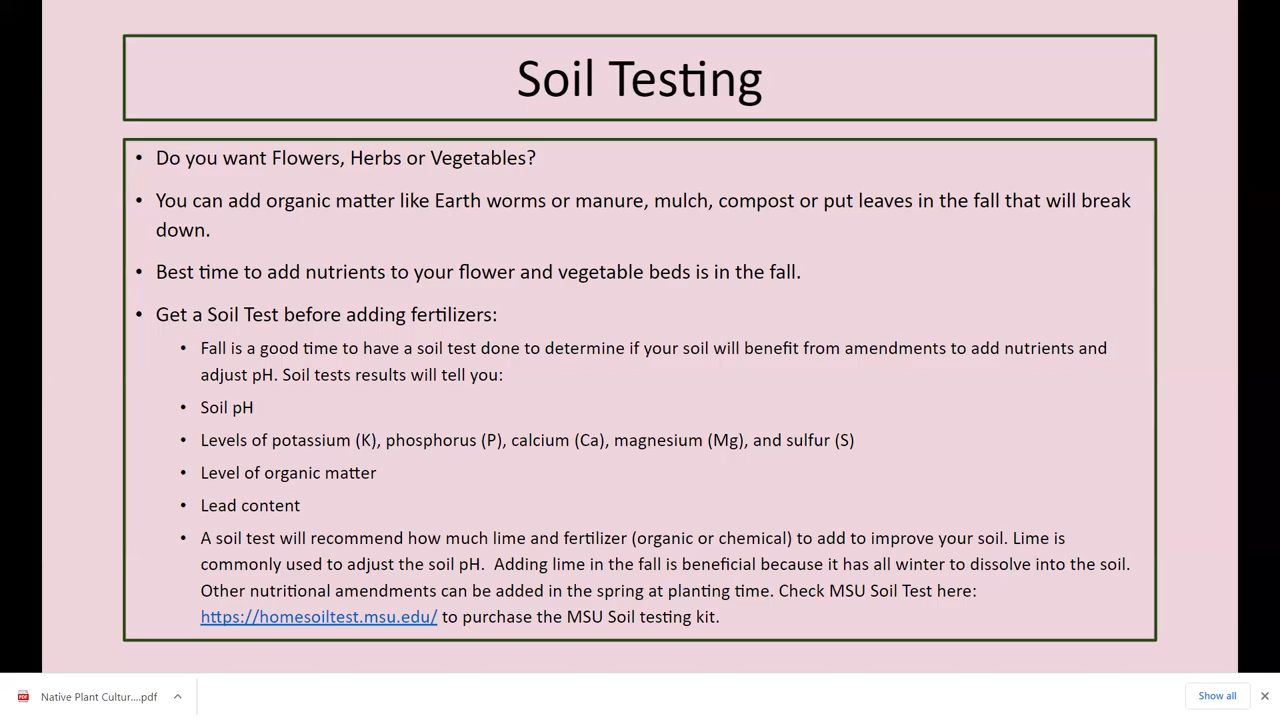 Soil Testing
• Do you want Flowers, Herbs or Vegetables?
• You can add organic matter like Earth worms or manure, mulch, compost or put leaves in the fall that will break
down.
• Best time to add nutrients to your flower and vegetable beds is in the fall.
• Get a Soil Test before adding fertilizers:
• Fall is a good time to have a soil test done to determine if your soil will benefit from amendments to add nutrients and
adjust pH. Soil tests results will tell you:
• Soil pH
• Levels of potassium (K), phosphorus (P), calcium (Ca), magnesium (Mg), and sulfur (S)
• Level of organic matter
• Lead content
• A soil test will recommend how much lime and fertilizer (organic or chemical) to add to improve your soil. Lime is
commonly used to adjust the soil pH.  Adding lime in the fall is beneficial because it has all winter to dissolve into the soil.
Other nutritional amendments can be added in the spring at planting time. Check MSU Soil Test here:
https://homesoiltest.msu.edu/ to purchase the MSU Soil testing kit.
PDF Native Plant Cultur....pdf
Show all